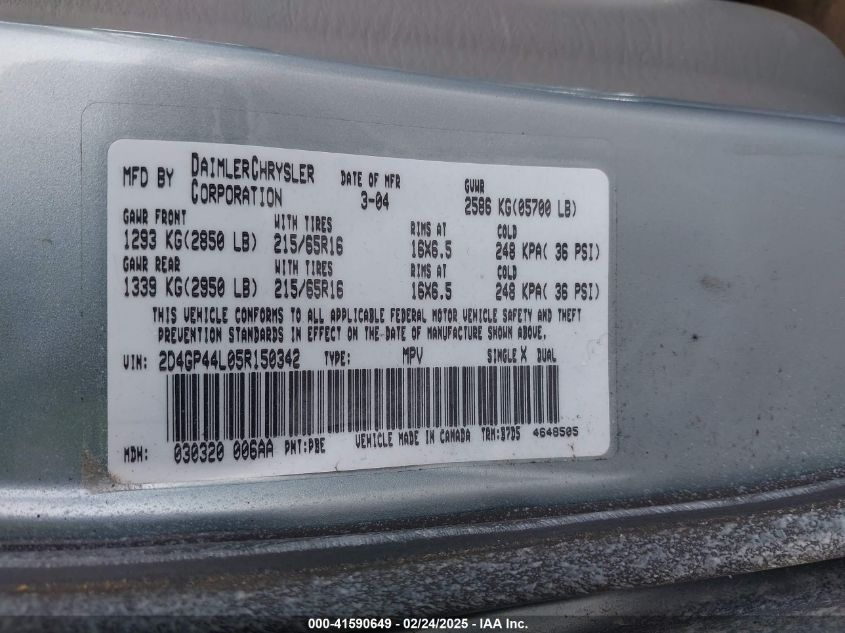 MFD BY DAIMLERCHRYSLER CORPORATION DATE OF MFR 3-04 GVWR 2586 KG(05700 LB)
GAWR FRONT WITH TIRES RIMS AT COLD
1293 KG(2850 LB) 215/65R16 16X6.5 248 KPA( 36 PSI)
GAWR REAR WITH TIRES RIMS AT COLD
1339 KG(2950 LB) 215/65R16 16X6.5 248 KPA( 36 PSI)
THIS VEHICLE CONFORMS TO ALL APPLICABLE FEDERAL MOTOR VEHICLE SAFETY AND THEFT
PREVENTION STANDARDS IN EFFECT ON THE DATE OF MANUFACTURE SHOWN ABOVE.
VIN: 2D4GP44L05R150342 TYPE: MPV SINGLE X DUAL
MDH: 030320 006AA PNT:PBE VEHICLE MADE IN CANADA TRM:B7D5 4648505
000-41590649 - 02/24/2025 - IAA Inc.